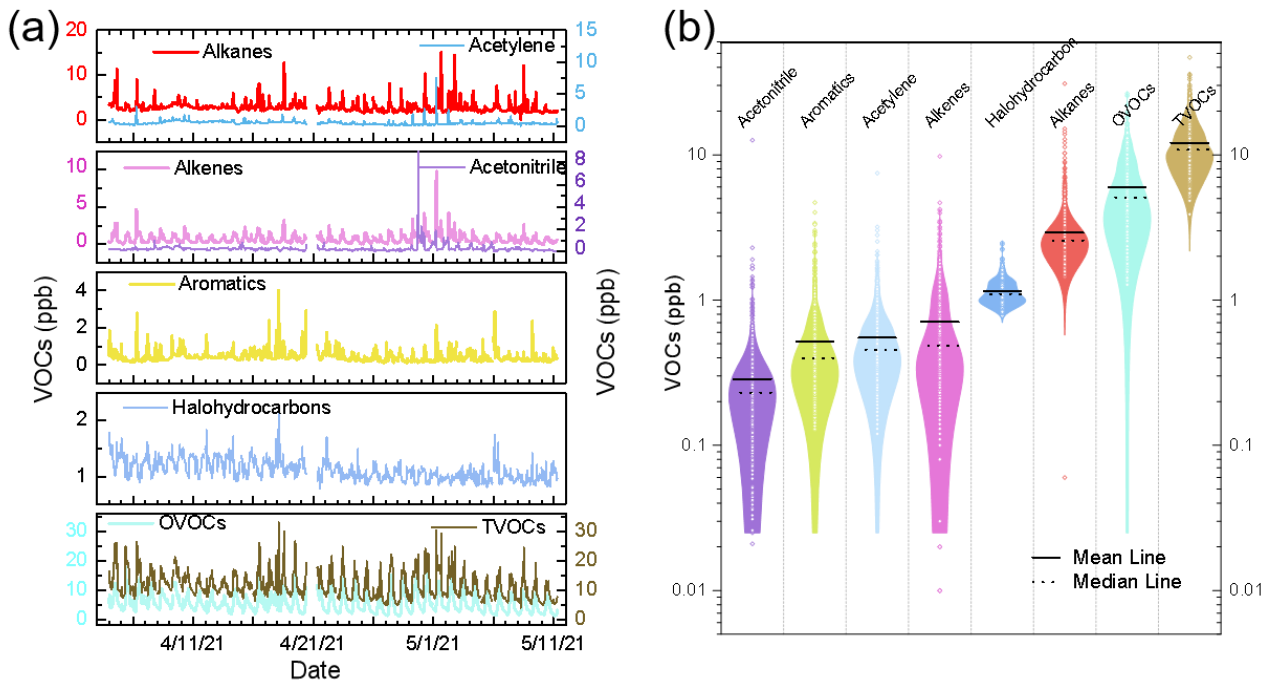 (a)
20
10
0
Alkanes
Acetylene
15
10
5
0
10
5
0
Alkenes
Acetonitrile
8
6
4
2
0
4
2
0
Aromatics
2
1
Halohydrocarbons
30
20
10
0
OVOCs
TVOCs
30
20
10
0
VOCs (ppb)
VOCs (ppb)
4/11/21
4/21/21
5/1/21
5/11/21
Date
(b)
Acetonitrile
Aromatics
Acetylene
Alkenes
Halohydrocarbon
Alkanes
OVOCs
TVOCs
VOCs (ppb)
10
1
0.1
0.01
10
1
0.1
0.01
Mean Line
Median Line